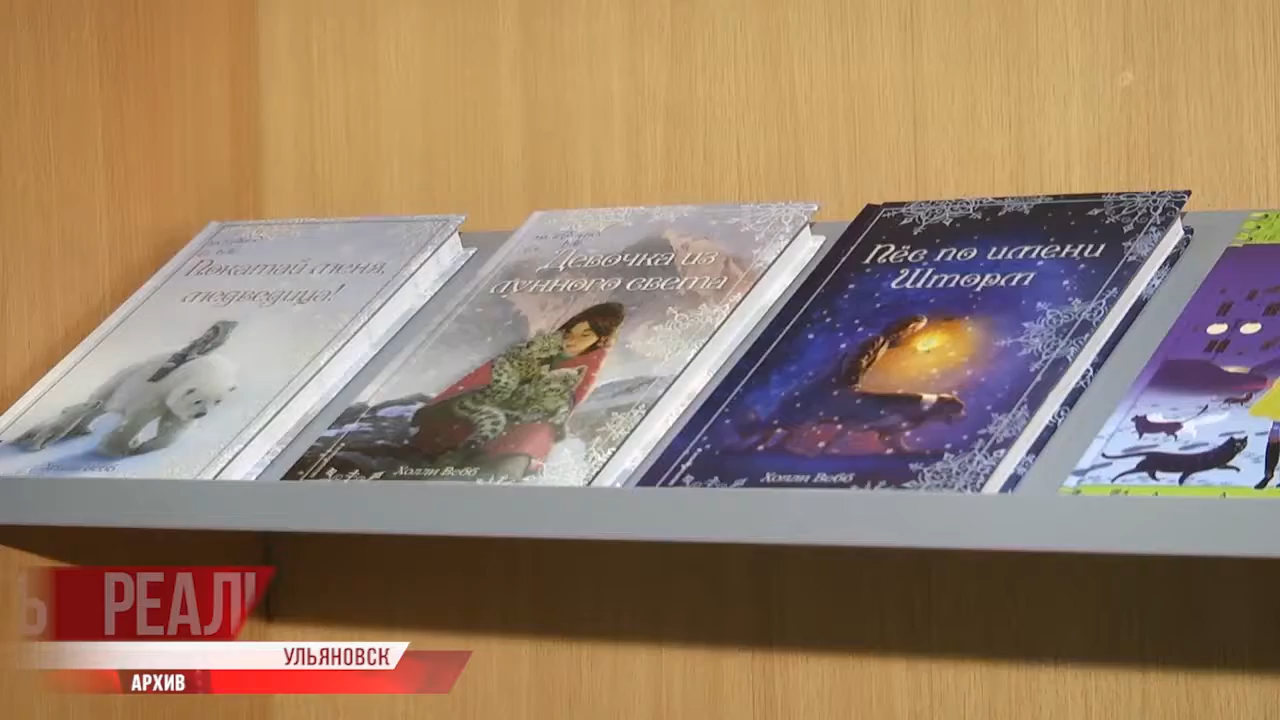 Покатай меня,
медведица!
Холли Вебб
Девочка из
лунного света
Холли Вебб
Пёс по имени
Шторм
Холли Вебб
Ь РЕАЛ
УЛЬЯНОВСК
АРХИВ